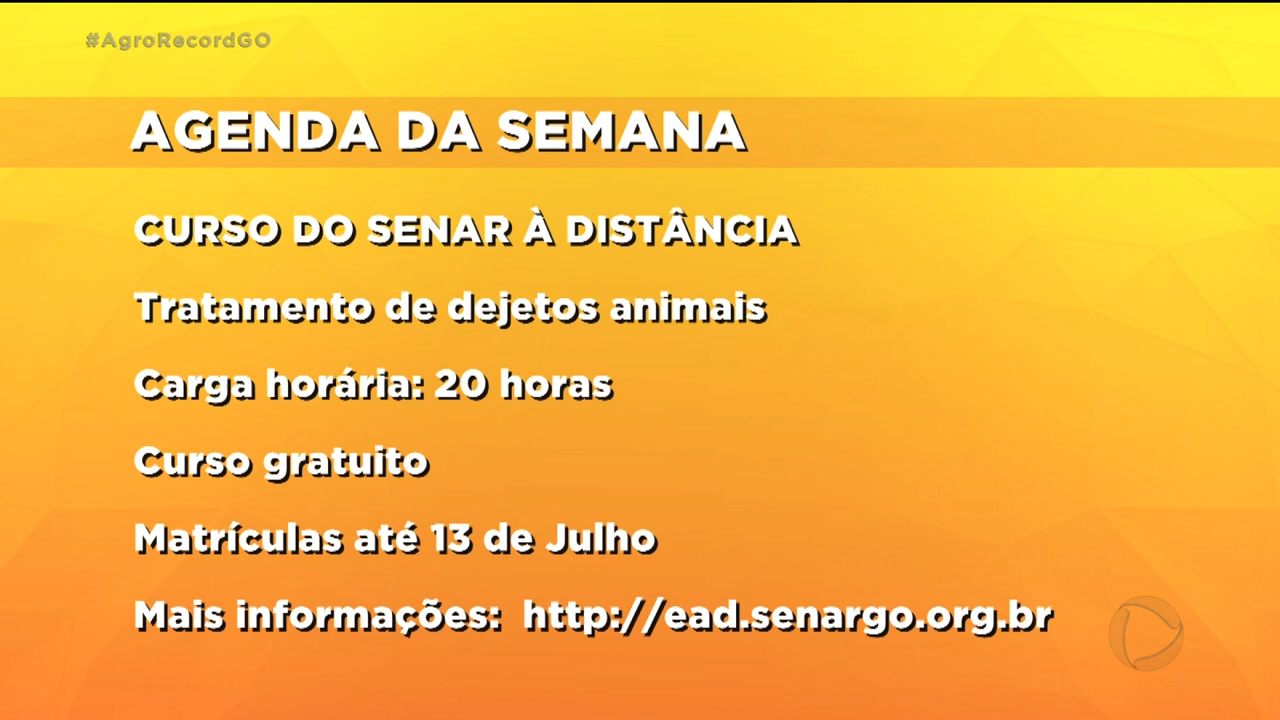 #AgroRecordGO
AGENDA DA SEMANA
CURSO DO SENAR À DISTÂNCIA
Tratamento de dejetos animais
Carga horária: 20 horas
Curso gratuito
Matrículas até 13 de Julho
Mais informações: http://ead.senargo.org.br